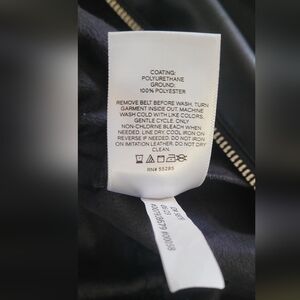 COATING:
POLYURETHANE
GROUND:
100% POLYESTER
REMOVE BELT BEFORE WASH, TURN
GARMENT INSIDE OUT. MACHINE
WASH COLD WITH LIKE COLORS,
GENTLE CYCLE. ONLY
NON-CHLORINE BLEACH WHEN
NEEDED. LINE DRY. COOL IRON ON
REVERSE IF NEEDED. DO NOT IRON
ON IMITATION LEATHER. DO NOT DRY
CLEAN.
RN# 55285